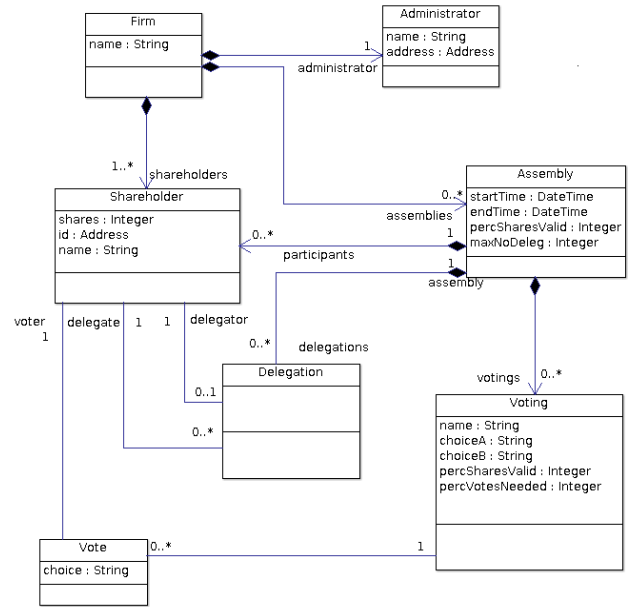 Firm
name : String
Administrator
name : String
address : Address
1
administrator
1..*
shareholders
Shareholder
shares : Integer
id : Address
name : String
Assembly
startTime : DateTime
endTime : DateTime
percSharesValid : Integer
maxNoDeleg : Integer
0..*
assemblies
1
0..*
participants
1
assembly
voter
1
delegate
1
1
delegator
0..*
delegations
Delegation
0..1
0..*
votings
0..*
Voting
name : String
choiceA : String
choiceB : String
percSharesValid : Integer
percVotesNeeded : Integer
Vote
choice : String
0..*
1